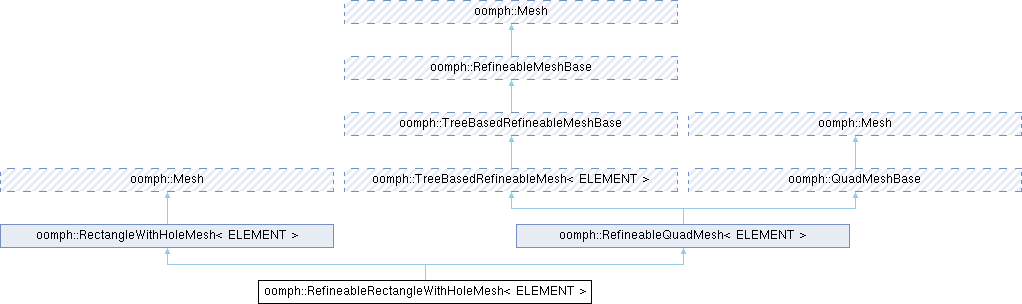 oomph::Mesh
oomph::RefineableMeshBase
oomph::TreeBasedRefineableMeshBase
oomph::Mesh
oomph::Mesh
oomph::TreeBasedRefineableMesh< ELEMENT >
oomph::QuadMeshBase
oomph::RectangleWithHoleMesh< ELEMENT >
oomph::RefineableQuadMesh< ELEMENT >
oomph::RefineableRectangleWithHoleMesh< ELEMENT >